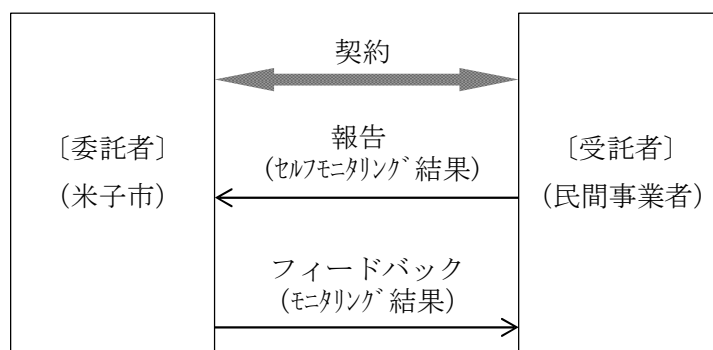 契約
〔委託者〕
(米子市)
報告
(ｾﾙﾌﾓﾆﾀﾘﾝｸﾞ結果)
〔受託者〕
(民間事業者)
フィードバック
(ﾓﾆﾀﾘﾝｸﾞ結果)